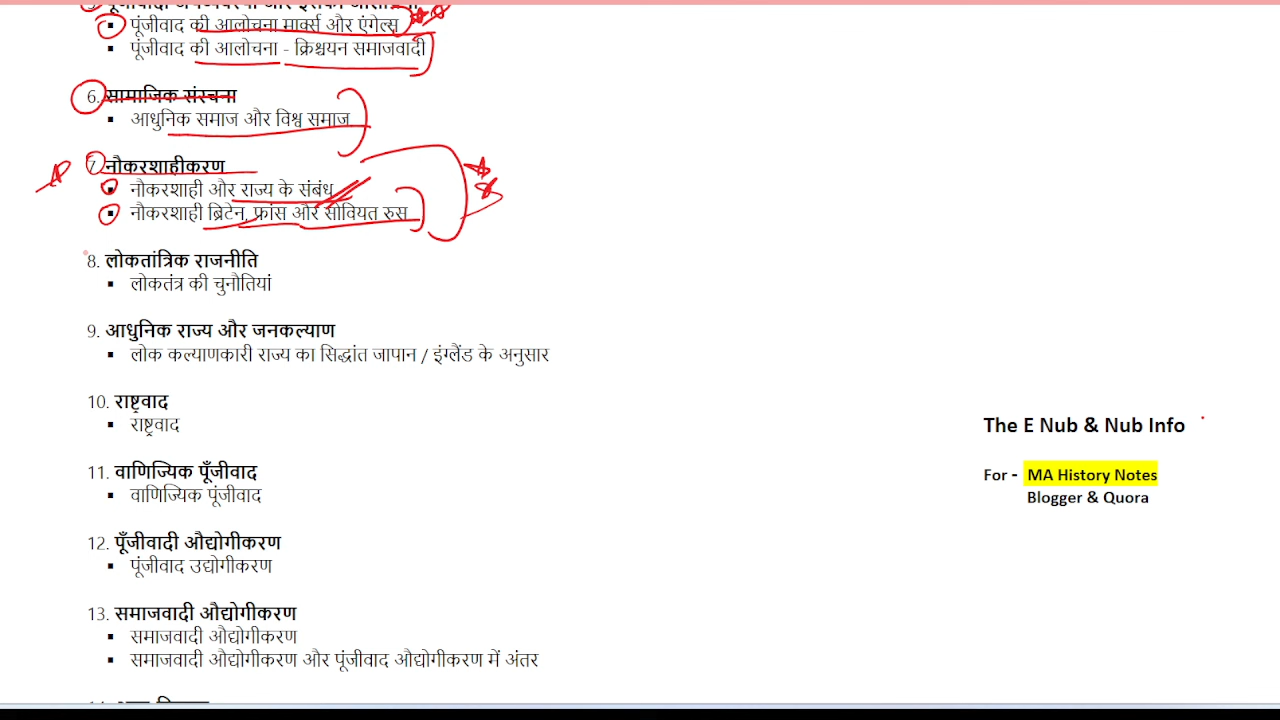 ▪ पूंजीवाद की आलोचना मार्क्स और एंगेल्स
▪ पूंजीवाद की आलोचना - क्रिश्चयन समाजवादी
6. सामाजिक संरचना
▪ आधुनिक समाज और विश्व समाज
7. नौकरशाहीकरण
▪ नौकरशाही और राज्य के संबंध
▪ नौकरशाही ब्रिटेन, फ्रांस और सोवियत रुस
8. लोकतांत्रिक राजनीति
▪ लोकतंत्र की चुनौतियां
9. आधुनिक राज्य और जनकल्याण
▪ लोक कल्याणकारी राज्य का सिद्धांत जापान / इंग्लैंड के अनुसार
10. राष्ट्रवाद
▪ राष्ट्रवाद
The E Nub & Nub Info
11. वाणिज्यिक पूँजीवाद
For - MA History Notes
▪ वाणिज्यिक पूंजीवाद
Blogger & Quora
12. पूँजीवादी औद्योगीकरण
▪ पूंजीवाद उद्योगीकरण
13. समाजवादी औद्योगीकरण
▪ समाजवादी औद्योगीकरण
▪ समाजवादी औद्योगीकरण और पूंजीवाद औद्योगीकरण में अंतर